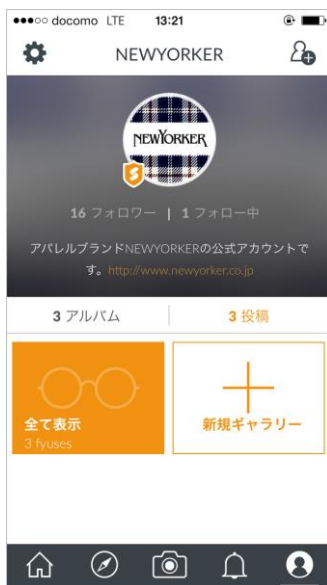 docomo LTE 13:21
NEWYORKER
NEWYORKER
16 フォロワー | 1 フォロー中
アパレルブランドNEWYORKERの公式アカウントで
す。http://www.newyorker.co.jp
3 アルバム 3 投稿
全て表示
3 fyuses
新規ギャラリー